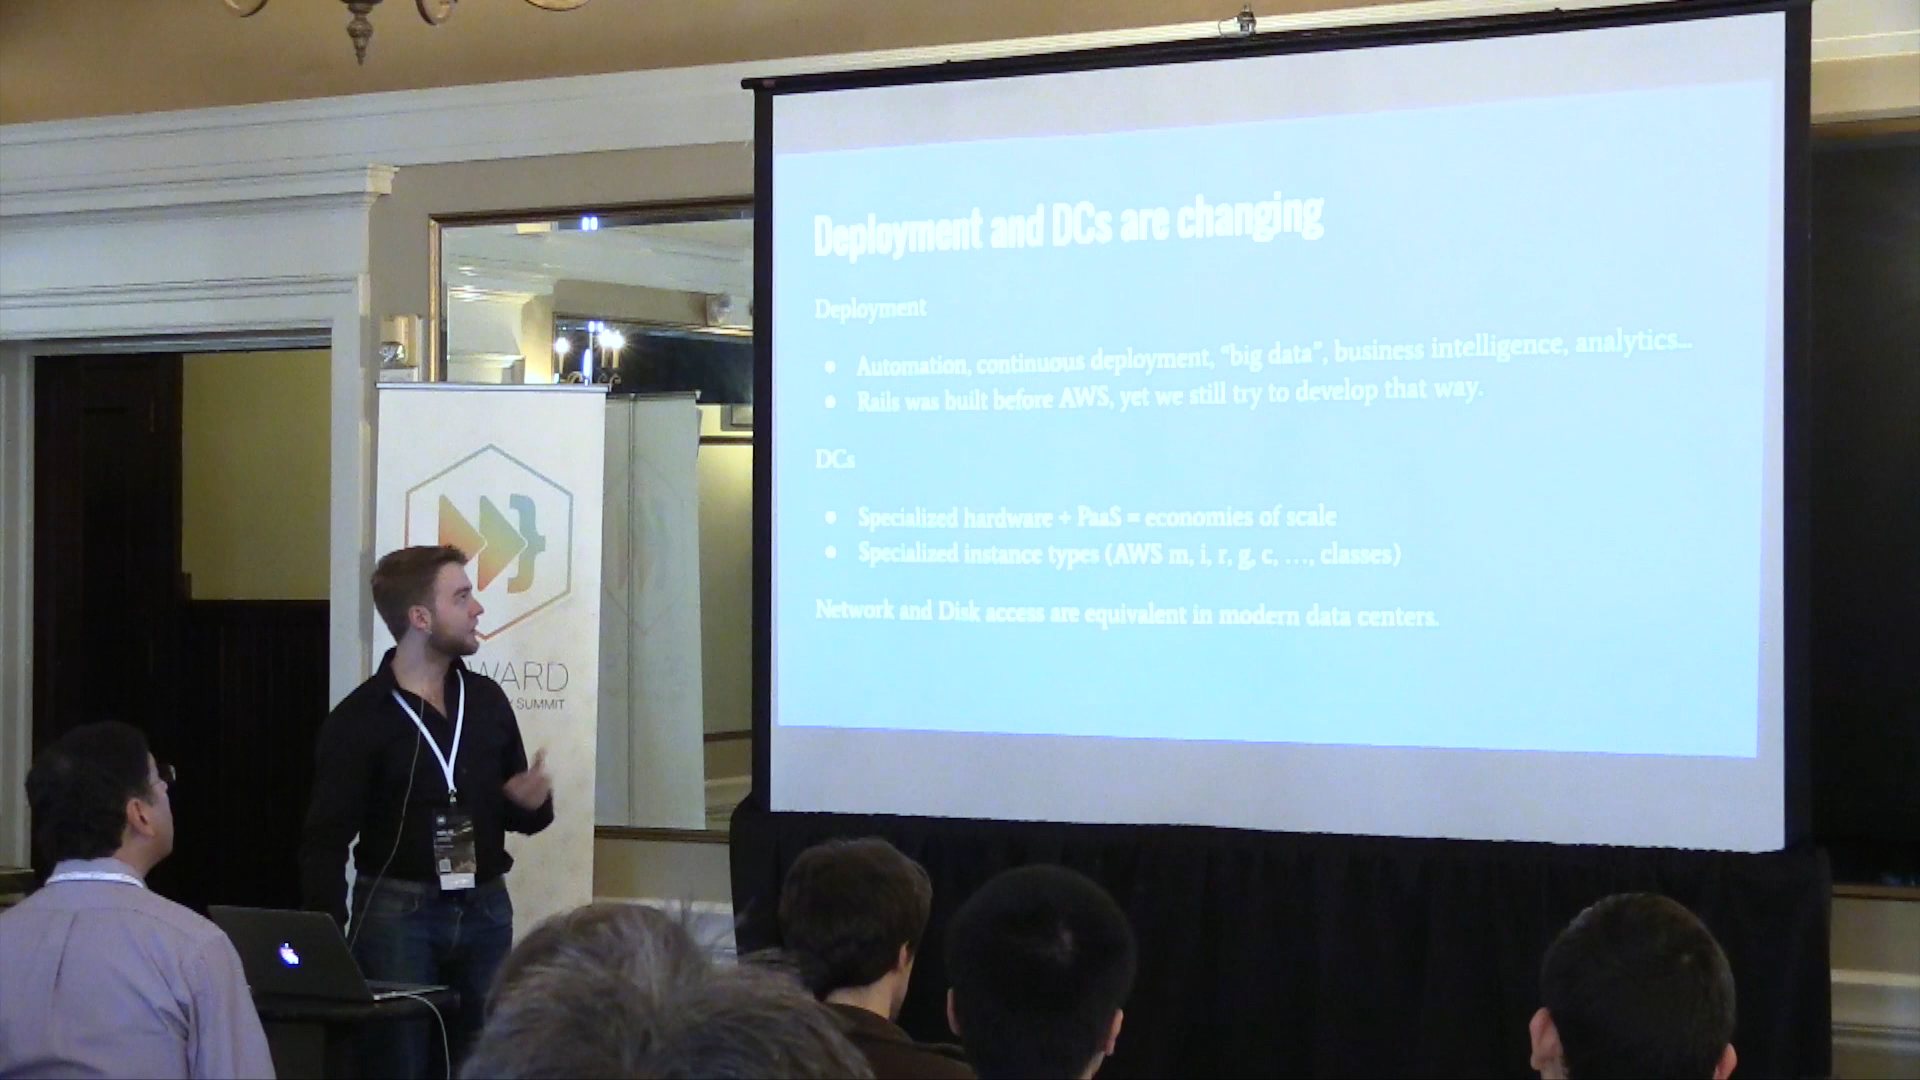 Deployment and DCs are changing
Deployment
• Automation, continuous deployment, “big data”, business intelligence, analytics...
• Rails was built before AWS, yet we still try to develop that way.
DCs
• Specialized hardware + PaaS = economies of scale
• Specialized instance types (AWS m, i, r, g, c, …, classes)
Network and Disk access are equivalent in modern data centers.
WARD
SUMMIT